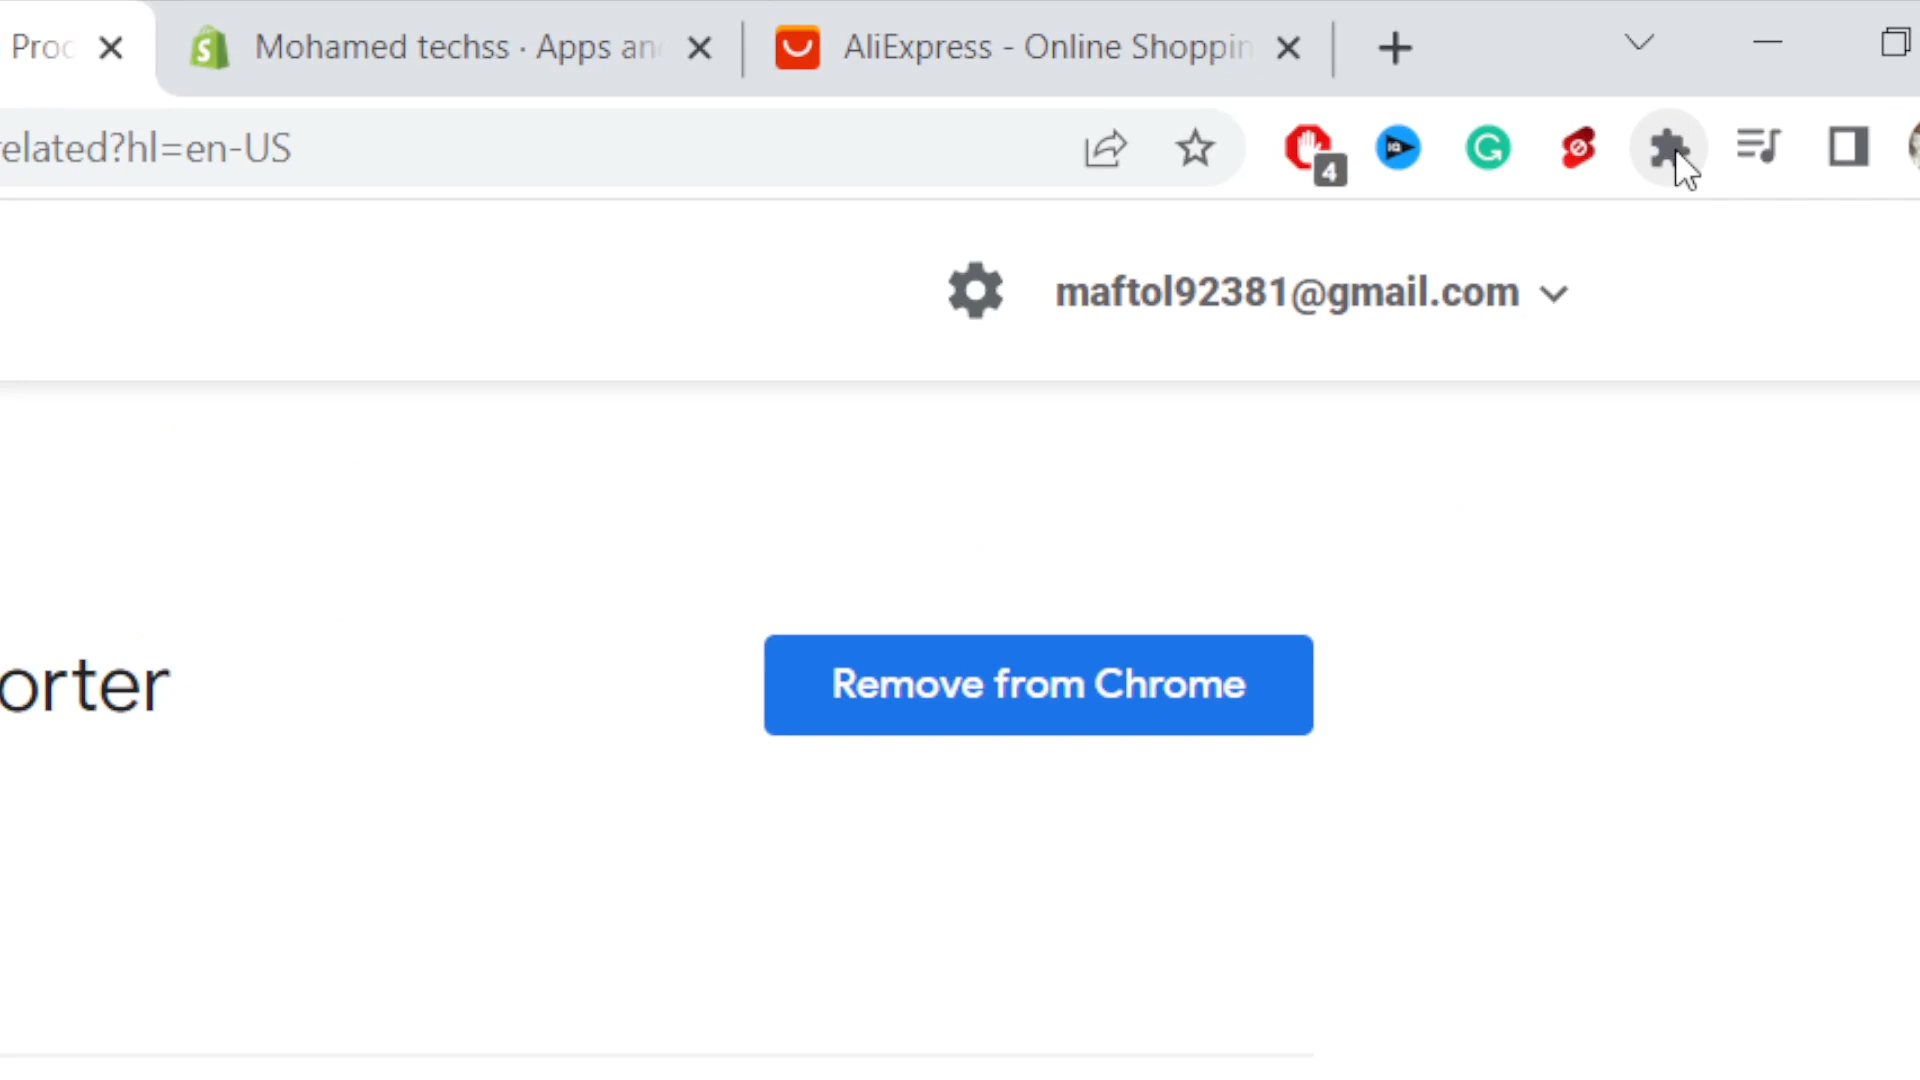 Proc
Mohamed techss · Apps an
AliExpress - Online Shoppin
elated?hl=en-US
4
maftol92381@gmail.com
orter
Remove from Chrome